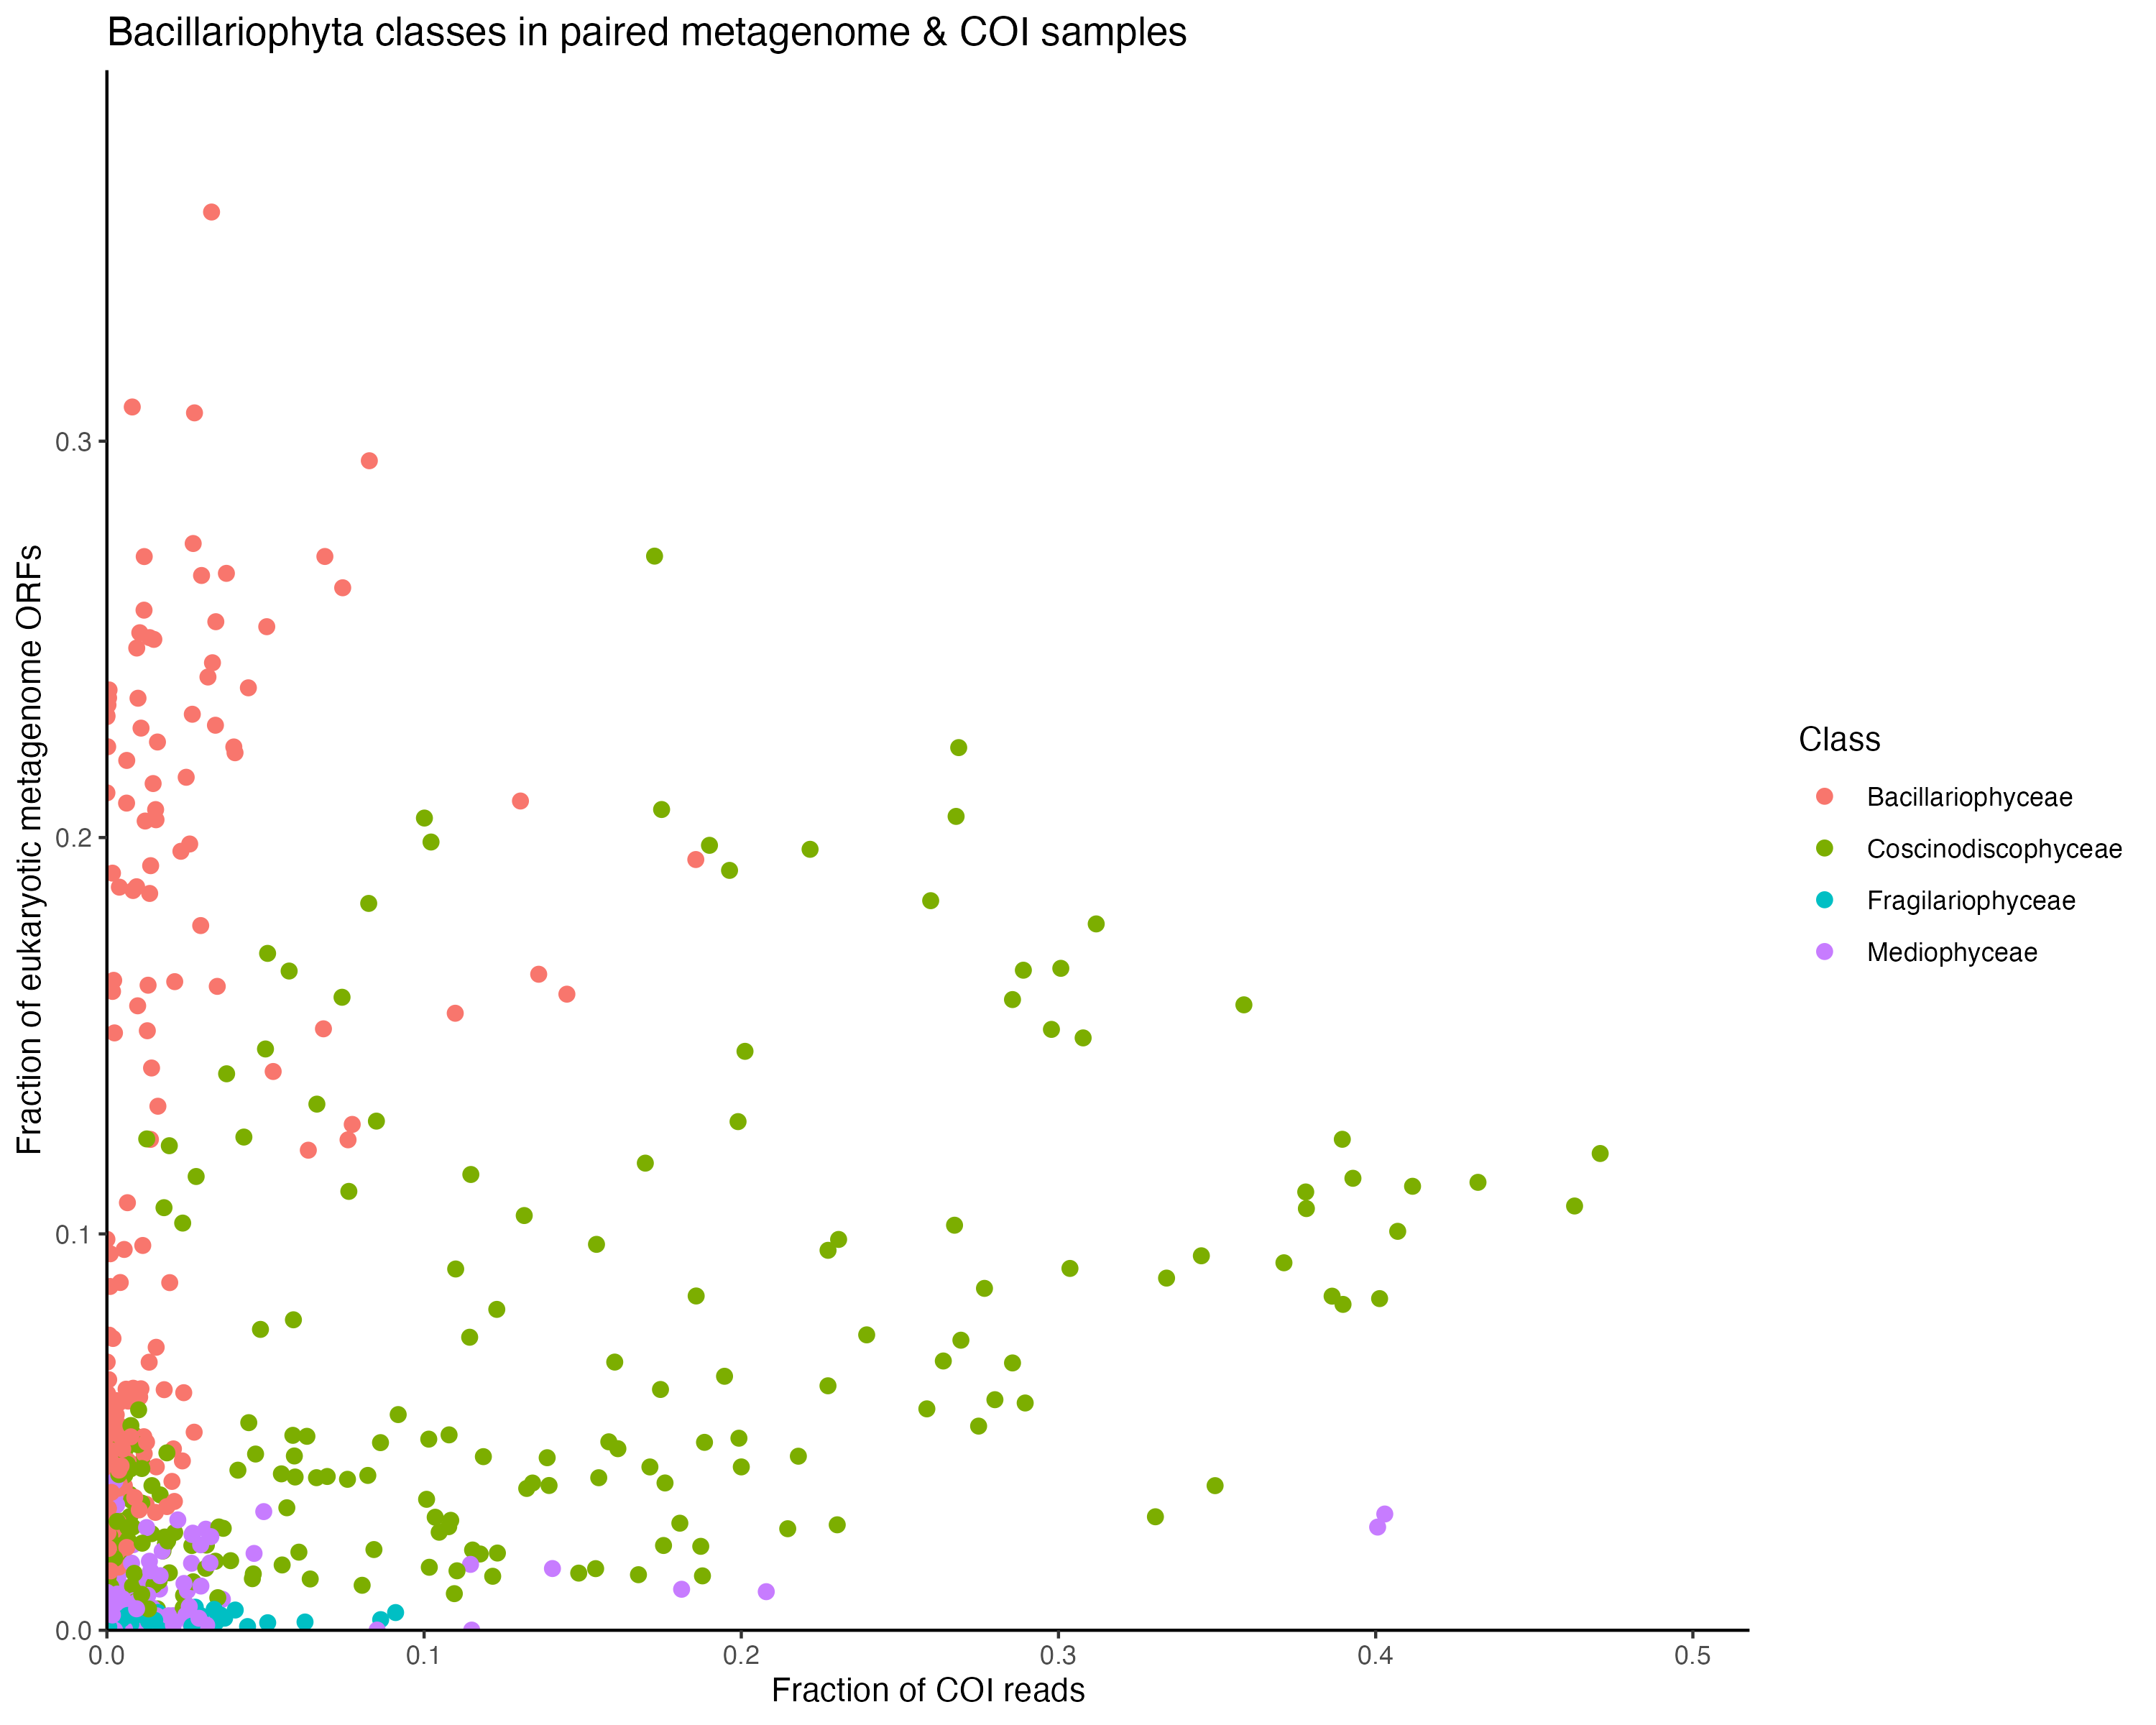 Bacillariophyta classes in paired metagenome & COI samples
Fraction of eukaryotic metagenome ORFs
0.3
0.2
0.1
0.0
0.0 0.1 0.2 0.3 0.4 0.5
Fraction of COI reads
Class
Bacillariophyceae
Coscinodiscophyceae
Fragilariophyceae
Mediophyceae